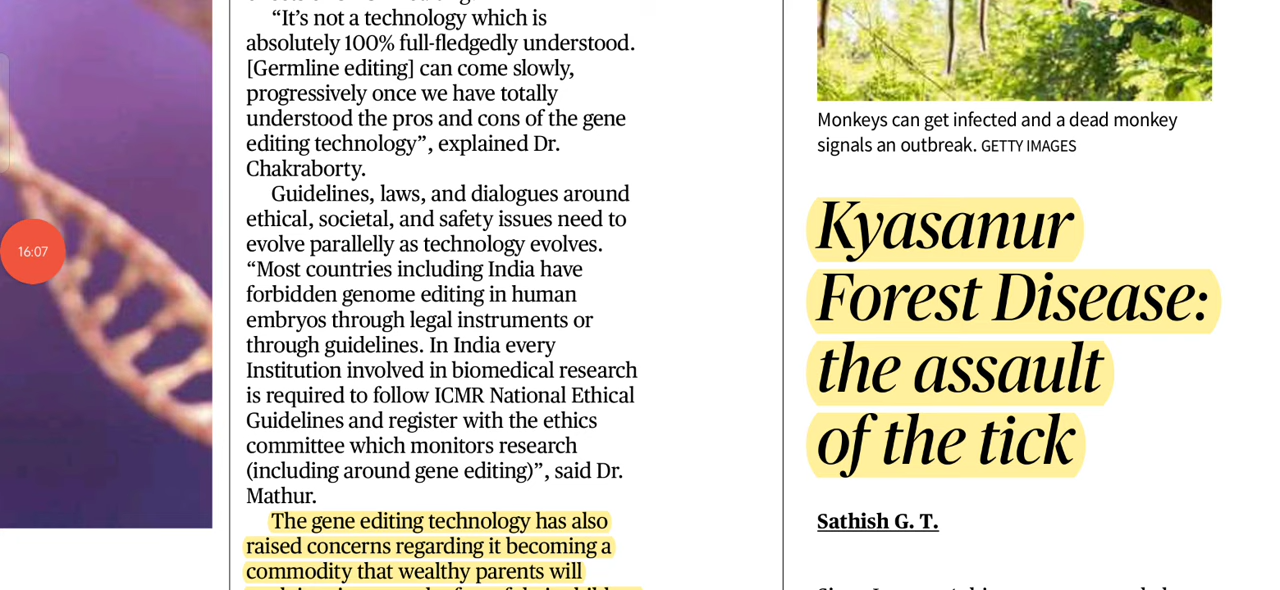 “It’s not a technology which is
absolutely 100% full-fledgedly understood.
[Germline editing] can come slowly,
progressively once we have totally
understood the pros and cons of the gene
editing technology”, explained Dr.
Chakraborty.
Guidelines, laws, and dialogues around
ethical, societal, and safety issues need to
evolve parallelly as technology evolves.
“Most countries including India have
forbidden genome editing in human
embryos through legal instruments or
through guidelines. In India every
Institution involved in biomedical research
is required to follow ICMR National Ethical
Guidelines and register with the ethics
committee which monitors research
(including around gene editing)”, said Dr.
Mathur.
The gene editing technology has also
raised concerns regarding it becoming a
commodity that wealthy parents will
16:07
Monkeys can get infected and a dead monkey
signals an outbreak. GETTY IMAGES
Kyasanur
Forest Disease:
the assault
of the tick
Sathish G. T.